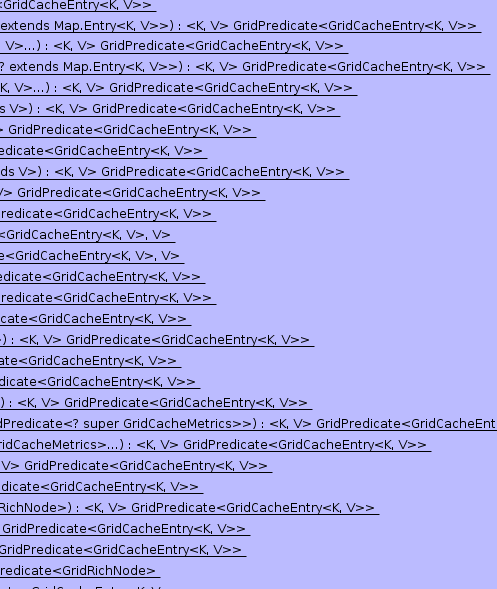 <GridCacheEntry<K, V>>
extends Map.Entry<K, V>>) : <K, V> GridPredicate<GridCacheEntry<K, V>>
V>...) : <K, V> GridPredicate<GridCacheEntry<K, V>>
? extends Map.Entry<K, V>>) : <K, V> GridPredicate<GridCacheEntry<K, V>>
K, V>...) : <K, V> GridPredicate<GridCacheEntry<K, V>>
s V>) : <K, V> GridPredicate<GridCacheEntry<K, V>>
> GridPredicate<GridCacheEntry<K, V>>
edicate<GridCacheEntry<K, V>>
ds V>) : <K, V> GridPredicate<GridCacheEntry<K, V>>
V> GridPredicate<GridCacheEntry<K, V>>
redicate<GridCacheEntry<K, V>>
<GridCacheEntry<K, V>, V>
e<GridCacheEntry<K, V>, V>
edicate<GridCacheEntry<K, V>>
redicate<GridCacheEntry<K, V>>
cate<GridCacheEntry<K, V>>
>) : <K, V> GridPredicate<GridCacheEntry<K, V>>
ate<GridCacheEntry<K, V>>
dicate<GridCacheEntry<K, V>>
) : <K, V> GridPredicate<GridCacheEntry<K, V>>
dPredicate<? super GridCacheMetrics>>) : <K, V> GridPredicate<GridCacheEnt
ridCacheMetrics>...) : <K, V> GridPredicate<GridCacheEntry<K, V>>
V> GridPredicate<GridCacheEntry<K, V>>
edicate<GridCacheEntry<K, V>>
RichNode>) : <K, V> GridPredicate<GridCacheEntry<K, V>>
GridPredicate<GridCacheEntry<K, V>>
GridPredicate<GridCacheEntry<K, V>>
redicate<GridRichNode>